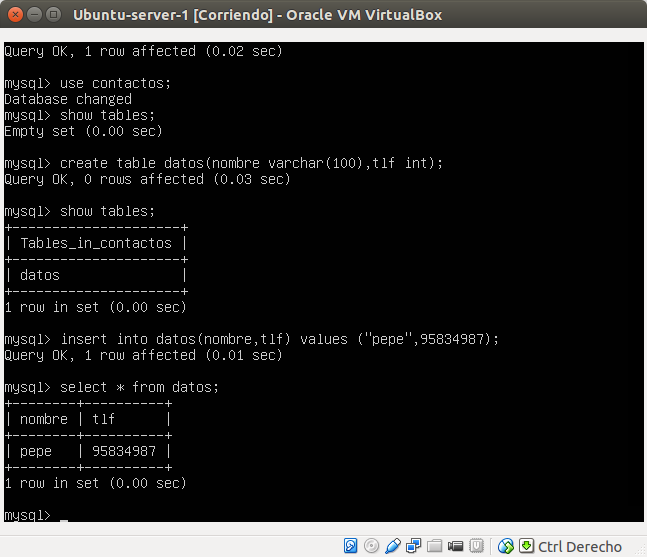 Ubuntu-server-1 [Corriendo] - Oracle VM VirtualBox
Query OK, 1 row affected (0.02 sec)
mysql> use contactos;
Database changed
mysql> show tables;
Empty set (0.00 sec)
mysql> create table datos(nombre varchar(100),tlf int);
Query OK, 0 rows affected (0.03 sec)
mysql> show tables;
+---------------------+
| Tables_in_contactos |
+---------------------+
| datos               |
+---------------------+
1 row in set (0.00 sec)
mysql> insert into datos(nombre,tlf) values ("pepe",95834987);
Query OK, 1 row affected (0.01 sec)
mysql> select * from datos;
+--------+----------+
| nombre | tlf      |
+--------+----------+
| pepe   | 95834987 |
+--------+----------+
1 row in set (0.00 sec)
mysql> _
Ctrl Derecho